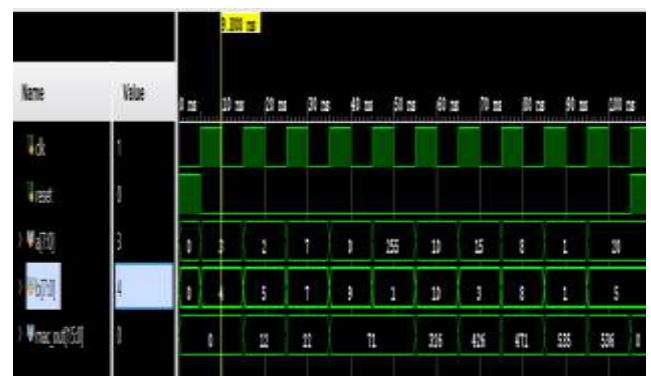 9.800 ns
Name Value
0 ns 10 ns 20 ns 30 ns 40 ns 50 ns 60 ns 70 ns 80 ns 90 ns 100 ns
clk 1
reset 0
a[7:0] 3 0 3 2 7 0 255 10 15 8 1 20
b[7:0] 4 0 4 5 7 9 1 10 3 8 1 5
mac_out[15:0] 0 0 12 22 71 326 426 471 535 536 0